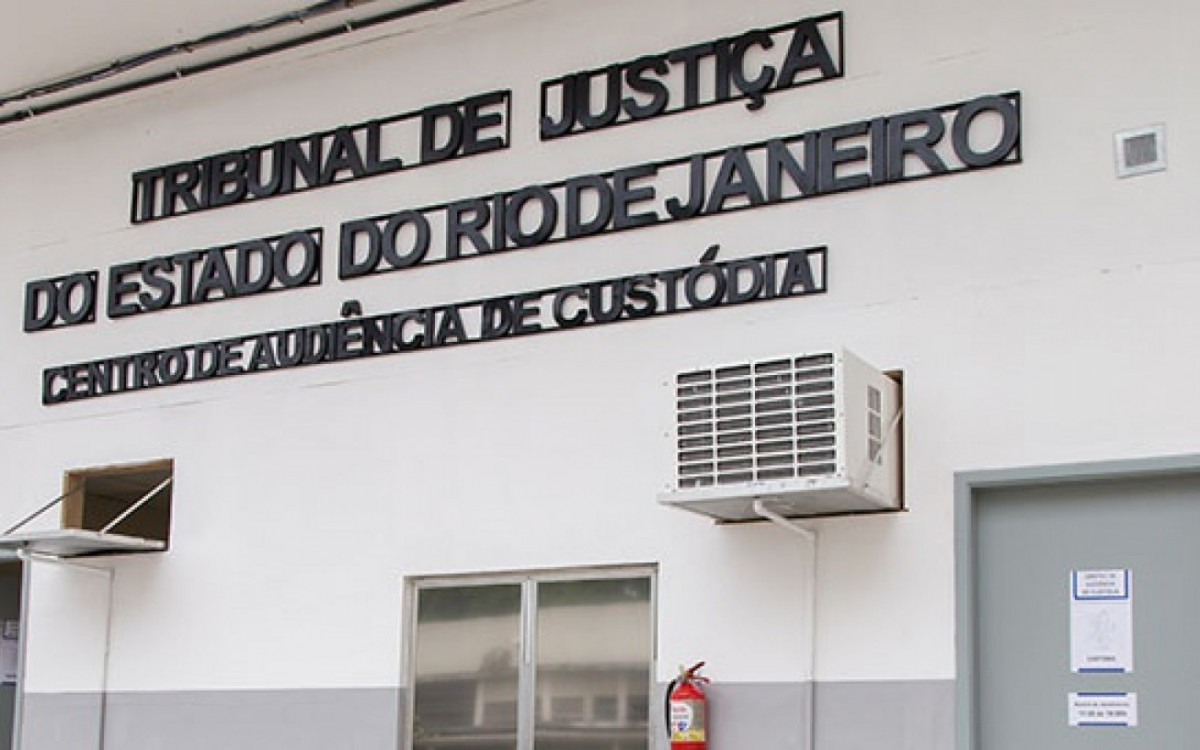 TRIBUNAL DE JUSTIÇA
DO ESTADO DO RIO DE JANEIRO
CENTRO DE AUDIÊNCIA DE CUSTÓDIA